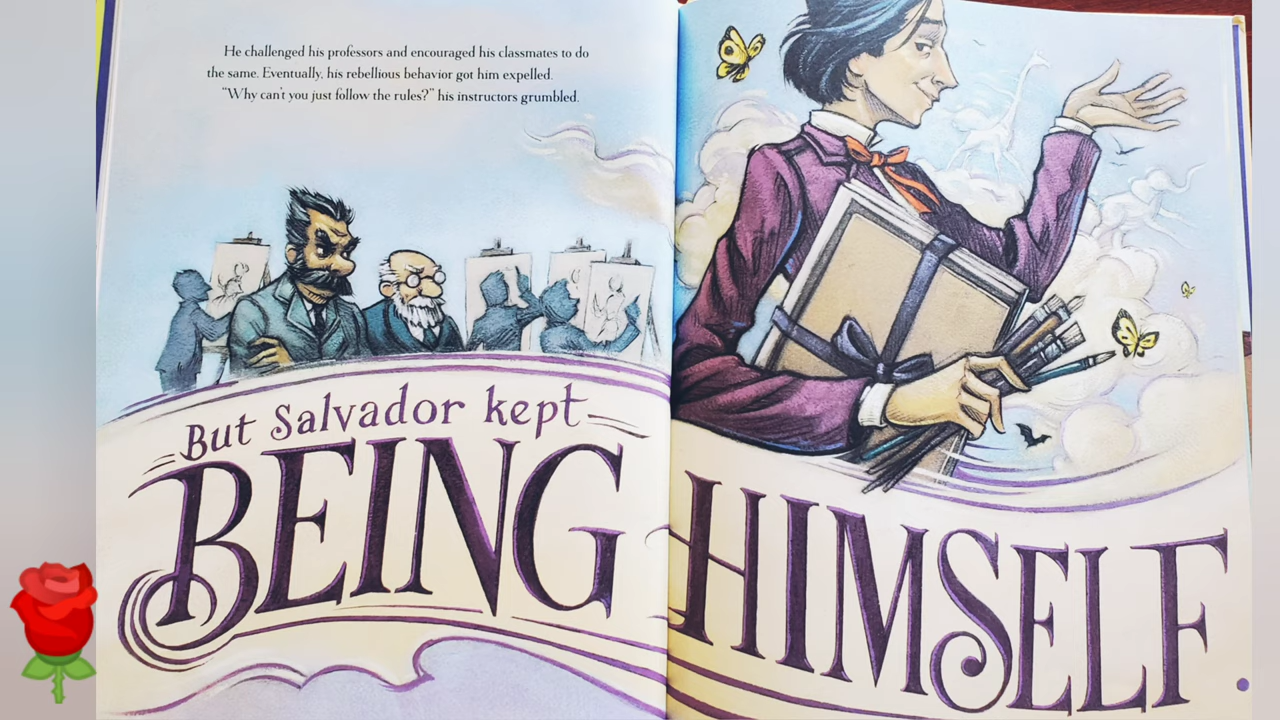 He challenged his professors and encouraged his classmates to do
the same. Eventually, his rebellious behavior got him expelled.
"Why can't you just follow the rules?" his instructors grumbled.
But Salvador kept
BEING HIMSELF.